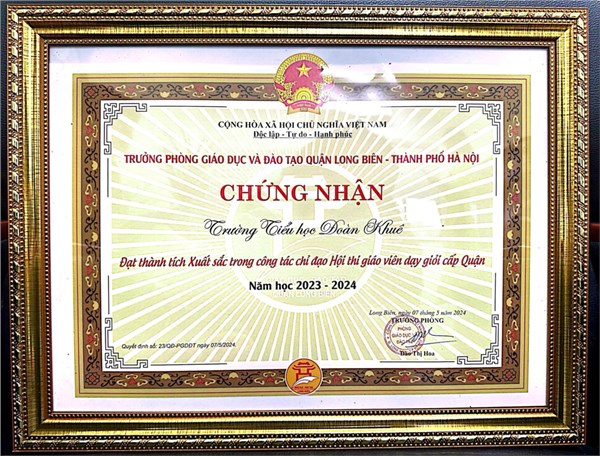 CỘNG HÒA XÃ HỘI CHỦ NGHĨA VIỆT NAM
Độc lập - Tự do - Hạnh phúc
TRƯỞNG PHÒNG GIÁO DỤC VÀ ĐÀO TẠO QUẬN LONG BIÊN - THÀNH PHỐ HÀ NỘI
CHỨNG NHẬN
Trường Tiểu học Đoàn Khuê
Đạt thành tích Xuất sắc trong công tác chỉ đạo Hội thi giáo viên dạy giỏi cấp Quận
Năm học 2023 - 2024
Long Biên, ngày 07 tháng 5 năm 2024
TRƯỞNG PHÒNG
PHÒNG
GIÁO DỤC
Đào Thị Hoa
Quyết định số: 23/QĐ-PGDĐT ngày 07/5/2024